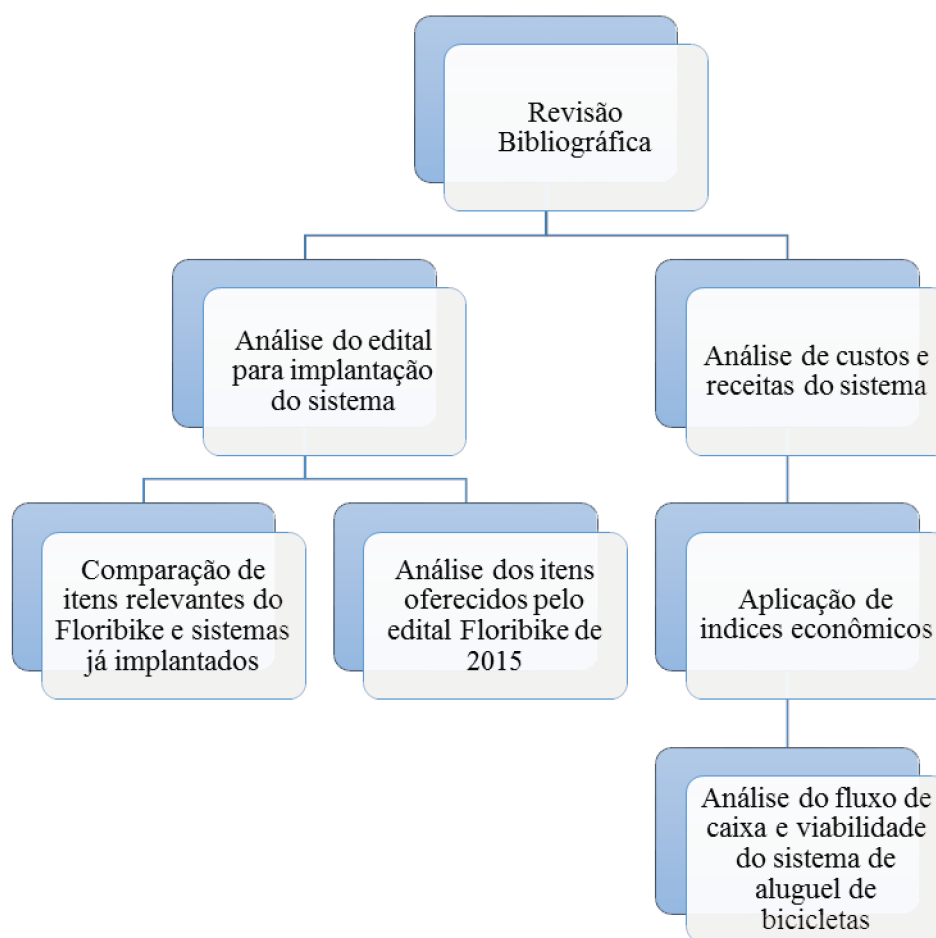 Revisão
Bibliográfica
Análise do edital
para implantação
do sistema
Análise de custos e
receitas do sistema
Comparação de
itens relevantes do
Floribike e sistemas
já implantados
Análise dos itens
oferecidos pelo
edital Floribike de
2015
Aplicação de
indices econômicos
Análise do fluxo de
caixa e viabilidade
do sistema de
aluguel de
bicicletas